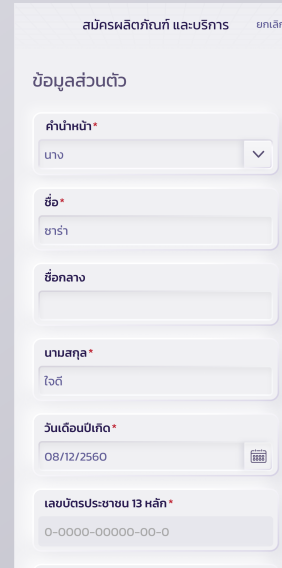 สมัครผลิตภัณฑ์ และบริการ ยกเลิก
ข้อมูลส่วนตัว
คำนำหน้า*
นาง
ชื่อ*
ซาร่า
ชื่อกลาง
นามสกุล*
ใจดี
วันเดือนปีเกิด*
08/12/2560
เลขบัตรประชาชน 13 หลัก*
0-0000-00000-00-0